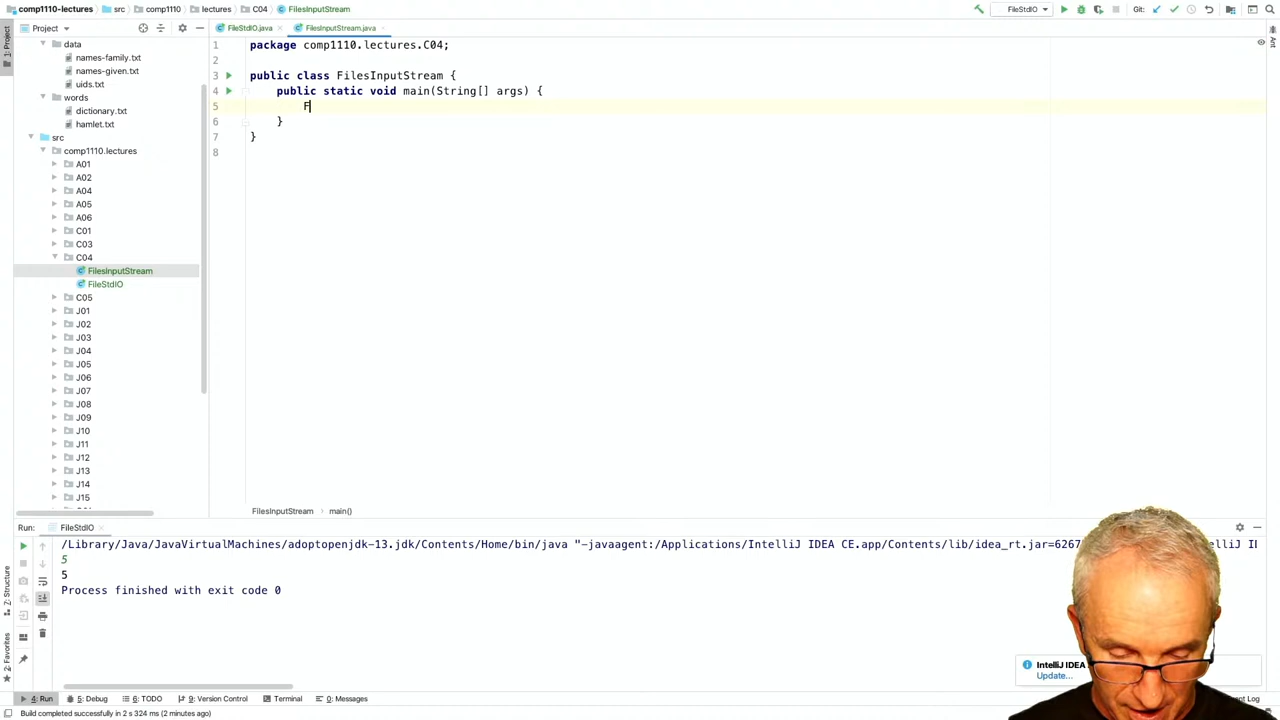 comp1110-lectures src comp1110 lectures C04 FilesInputStream FileStdIO Git:
Project FileStdIO.java FilesInputStream.java
1: Project
Ant
data
names-family.txt
names-given.txt
uids.txt
words
dictionary.txt
hamlet.txt
src
comp1110.lectures
A01
A02
A04
A05
A06
C01
C03
C04
FilesInputStream
FileStdIO
C05
J01
J02
J03
J04
J05
J06
J07
J08
J09
J10
J11
J12
J13
J14
J15
1 package comp1110.lectures.C04;
2
3 public class FilesInputStream {
4 public static void main(String[] args) {
5 F
6 }
7 }
8
FilesInputStream main()
Run: FileStdIO
/Library/Java/JavaVirtualMachines/adoptopenjdk-13.jdk/Contents/Home/bin/java "-javaagent:/Applications/IntelliJ IDEA CE.app/Contents/lib/idea_rt.jar=6267
5
5
Process finished with exit code 0
7: Structure
2: Favorites
IntelliJ IDEA
Update...
4: Run 5: Debug 6: TODO 9: Version Control Terminal 0: Messages
Build completed successfully in 2 s 324 ms (2 minutes ago)